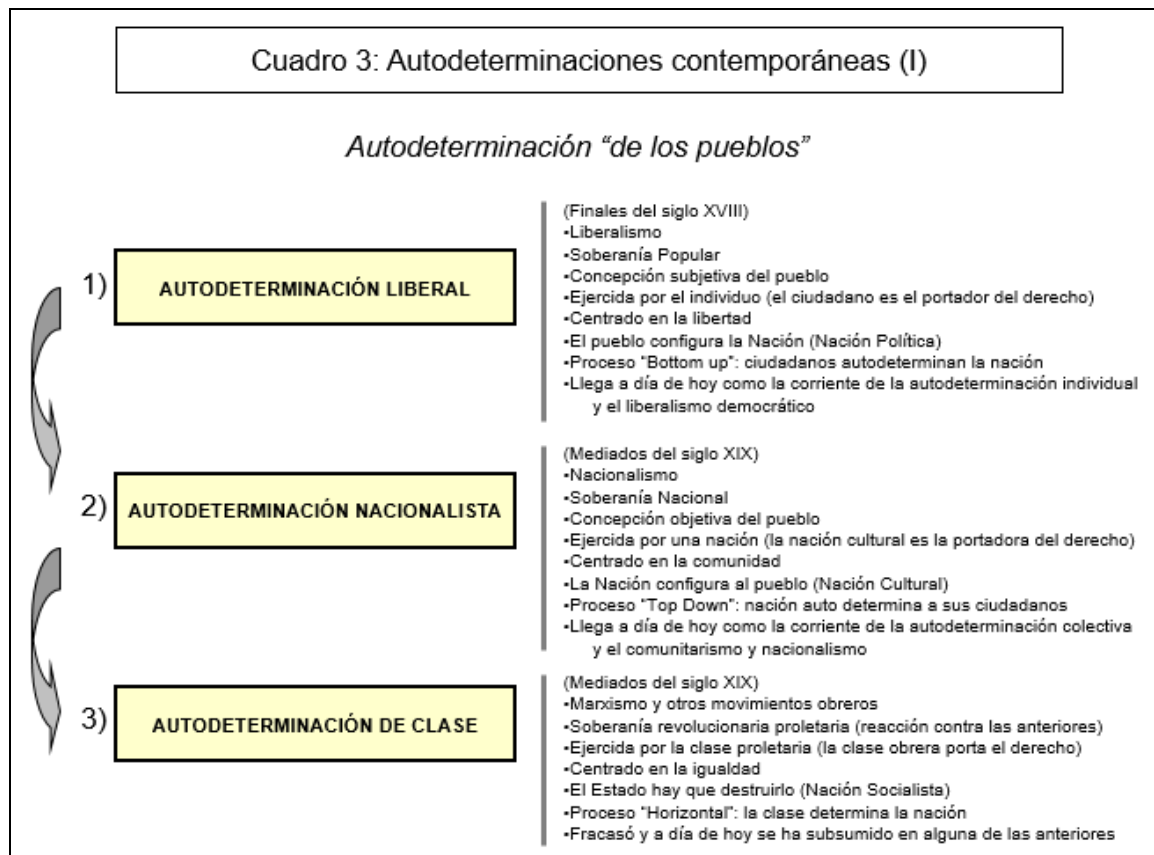 Cuadro 3: Autodeterminaciones contemporáneas (I)
Autodeterminación “de los pueblos”
1)
AUTODETERMINACIÓN LIBERAL
(Finales del siglo XVIII)
▪Liberalismo
▪Soberanía Popular
▪Concepción subjetiva del pueblo
▪Ejercida por el individuo (el ciudadano es el portador del derecho)
▪Centrado en la libertad
▪El pueblo configura la Nación (Nación Política)
▪Proceso “Bottom up”: ciudadanos autodeterminan la nación
▪Llega a día de hoy como la corriente de la autodeterminación individual
y el liberalismo democrático
2)
AUTODETERMINACIÓN NACIONALISTA
(Mediados del siglo XIX)
▪Nacionalismo
▪Soberanía Nacional
▪Concepción objetiva del pueblo
▪Ejercida por una nación (la nación cultural es la portadora del derecho)
▪Centrado en la comunidad
▪La Nación configura al pueblo (Nación Cultural)
▪Proceso “Top Down”: nación auto determina a sus ciudadanos
▪Llega a día de hoy como la corriente de la autodeterminación colectiva
y el comunitarismo y nacionalismo
3)
AUTODETERMINACIÓN DE CLASE
(Mediados del siglo XIX)
▪Marxismo y otros movimientos obreros
▪Soberanía revolucionaria proletaria (reacción contra las anteriores)
▪Ejercida por la clase proletaria (la clase obrera porta el derecho)
▪Centrado en la igualdad
▪El Estado hay que destruirlo (Nación Socialista)
▪Proceso “Horizontal”: la clase determina la nación
▪Fracasó y a día de hoy se ha subsumido en alguna de las anteriores